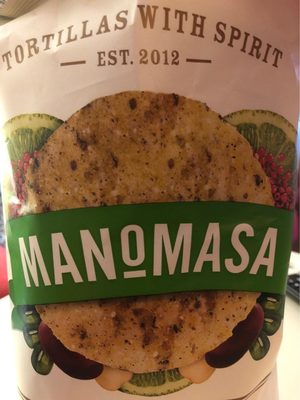 TORTILLAS WITH SPIRIT
— EST. 2012 —
MANOMASA